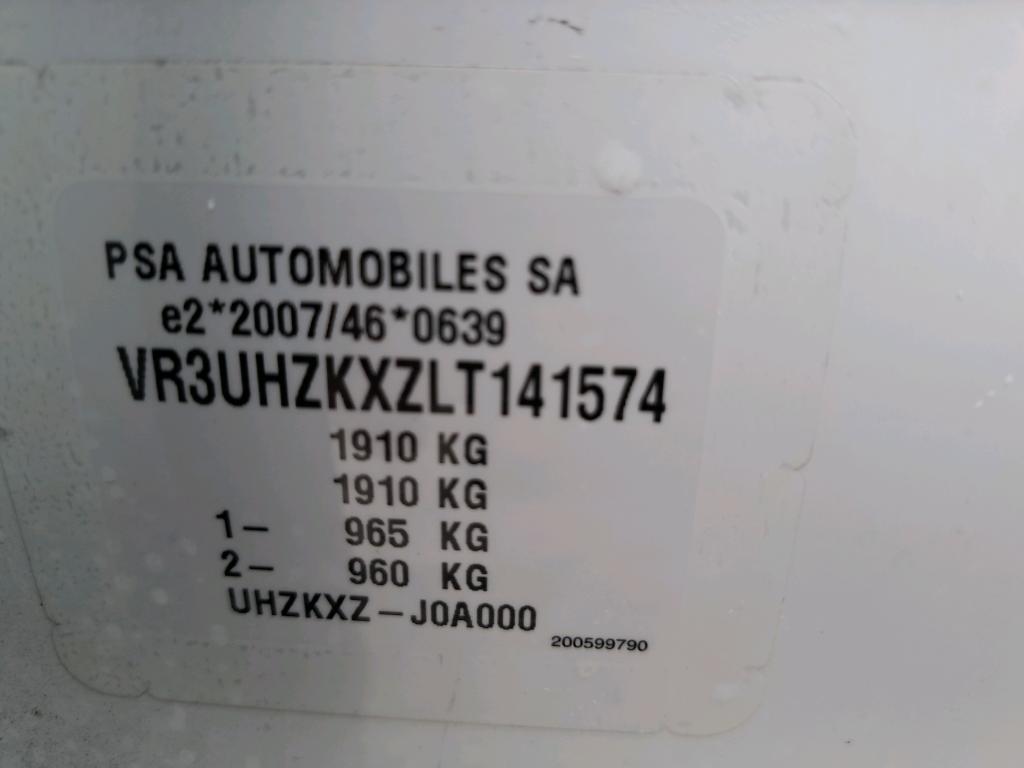 PSA AUTOMOBILES SA
e2*2007/46*0639
VR3UHZKXZLT141574
1910 KG
1910 KG
1- 965 KG
2- 960 KG
UHZKXZ-J0A000
200599790